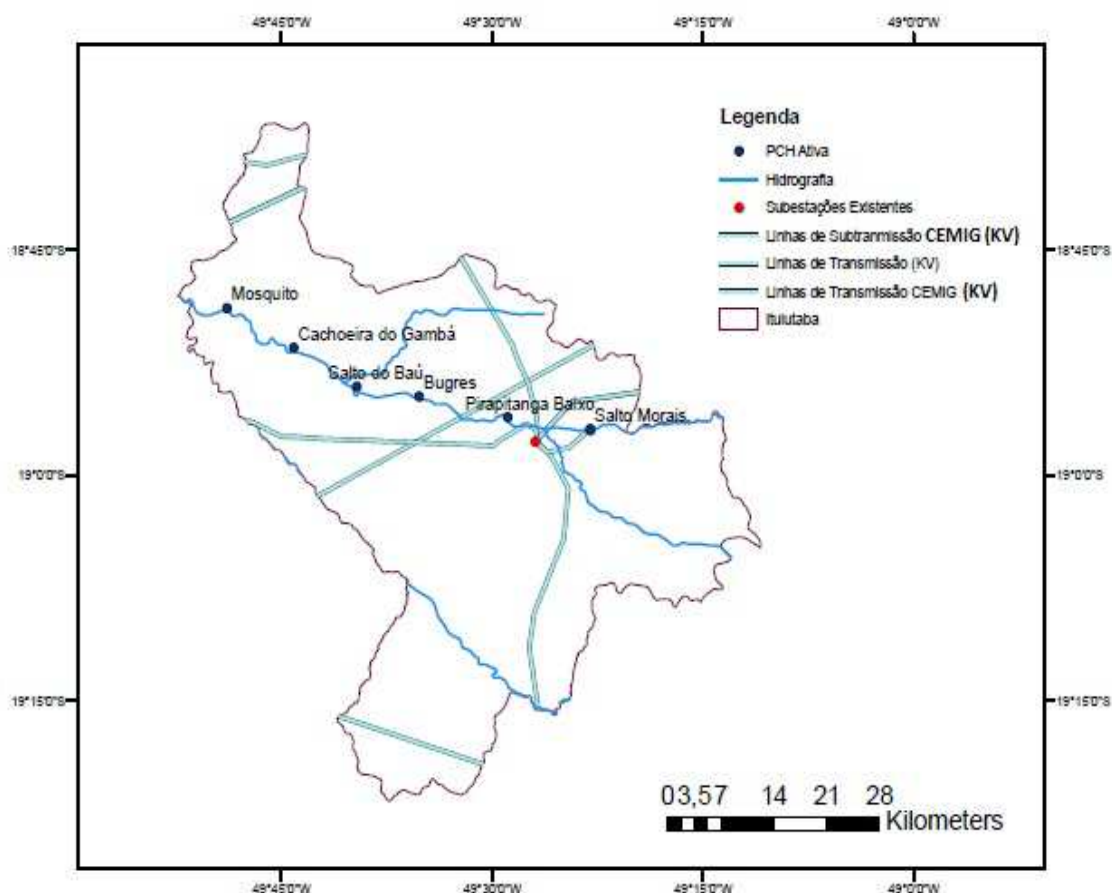 49°45'0"W 49°30'0"W 49°15'0"W 49°0'0"W
Legenda
PCH Ativa
Hidrografia
Subestações Existentes
Linhas de Subtranmissão CEMIG (KV)
Linhas de Transmissão (KV)
Linhas de Transmissão CEMIG (KV)
Ituiutaba
18°45'0"S 18°45'0"S
Mosquito
Cachoeira do Gambá
Salto do Baú
Bugres
Pirapitanga Baixo
Salto Morais
19°0'0"S 19°0'0"S
19°15'0"S 19°15'0"S
0 3,5 7 14 21 28
Kilometers
49°45'0"W 49°30'0"W 49°15'0"W 49°0'0"W